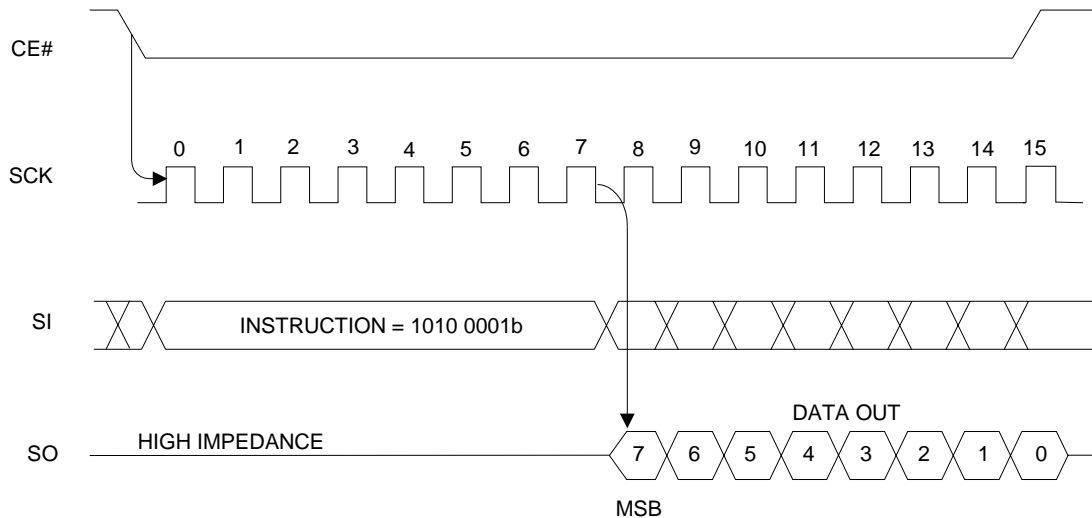 CE#
0 1 2 3 4 5 6 7 8 9 10 11 12 13 14 15
SCK
SI
INSTRUCTION = 1010 0001b
DATA OUT
SO
HIGH IMPEDANCE
7 6 5 4 3 2 1 0
MSB